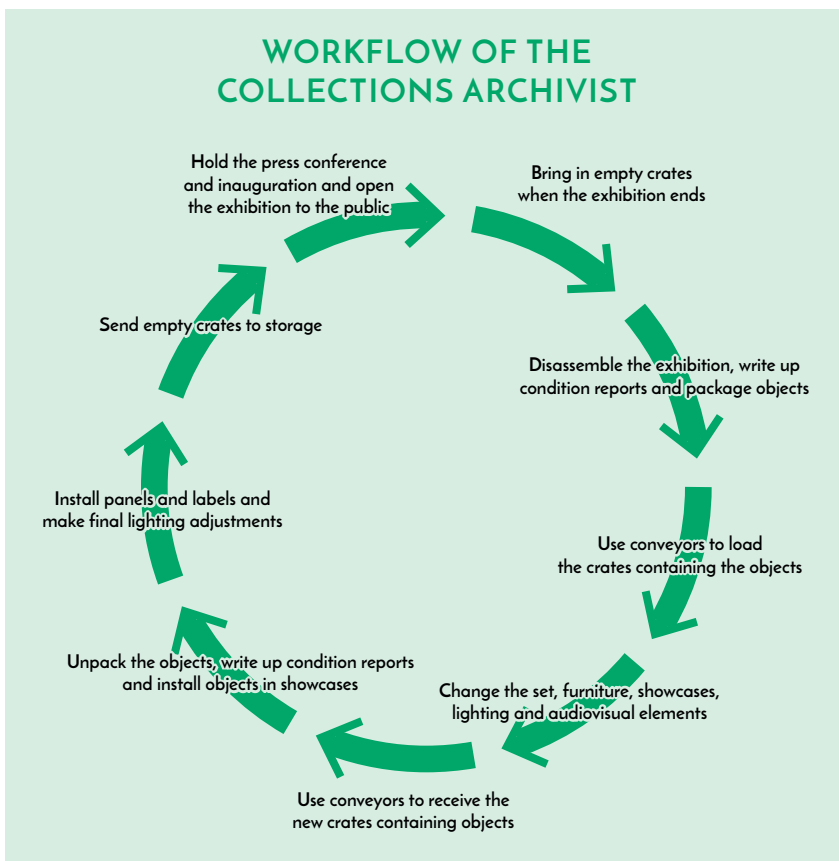 WORKFLOW OF THE
COLLECTIONS ARCHIVIST
Hold the press conference
and inauguration and open
the exhibition to the public
Bring in empty crates
when the exhibition ends
Disassemble the exhibition, write up
condition reports and package objects
Use conveyors to load
the crates containing the objects
Change the set, furniture, showcases,
lighting and audiovisual elements
Use conveyors to receive the
new crates containing objects
Unpack the objects, write up condition reports
and install objects in showcases
Install panels and labels and
make final lighting adjustments
Send empty crates to storage